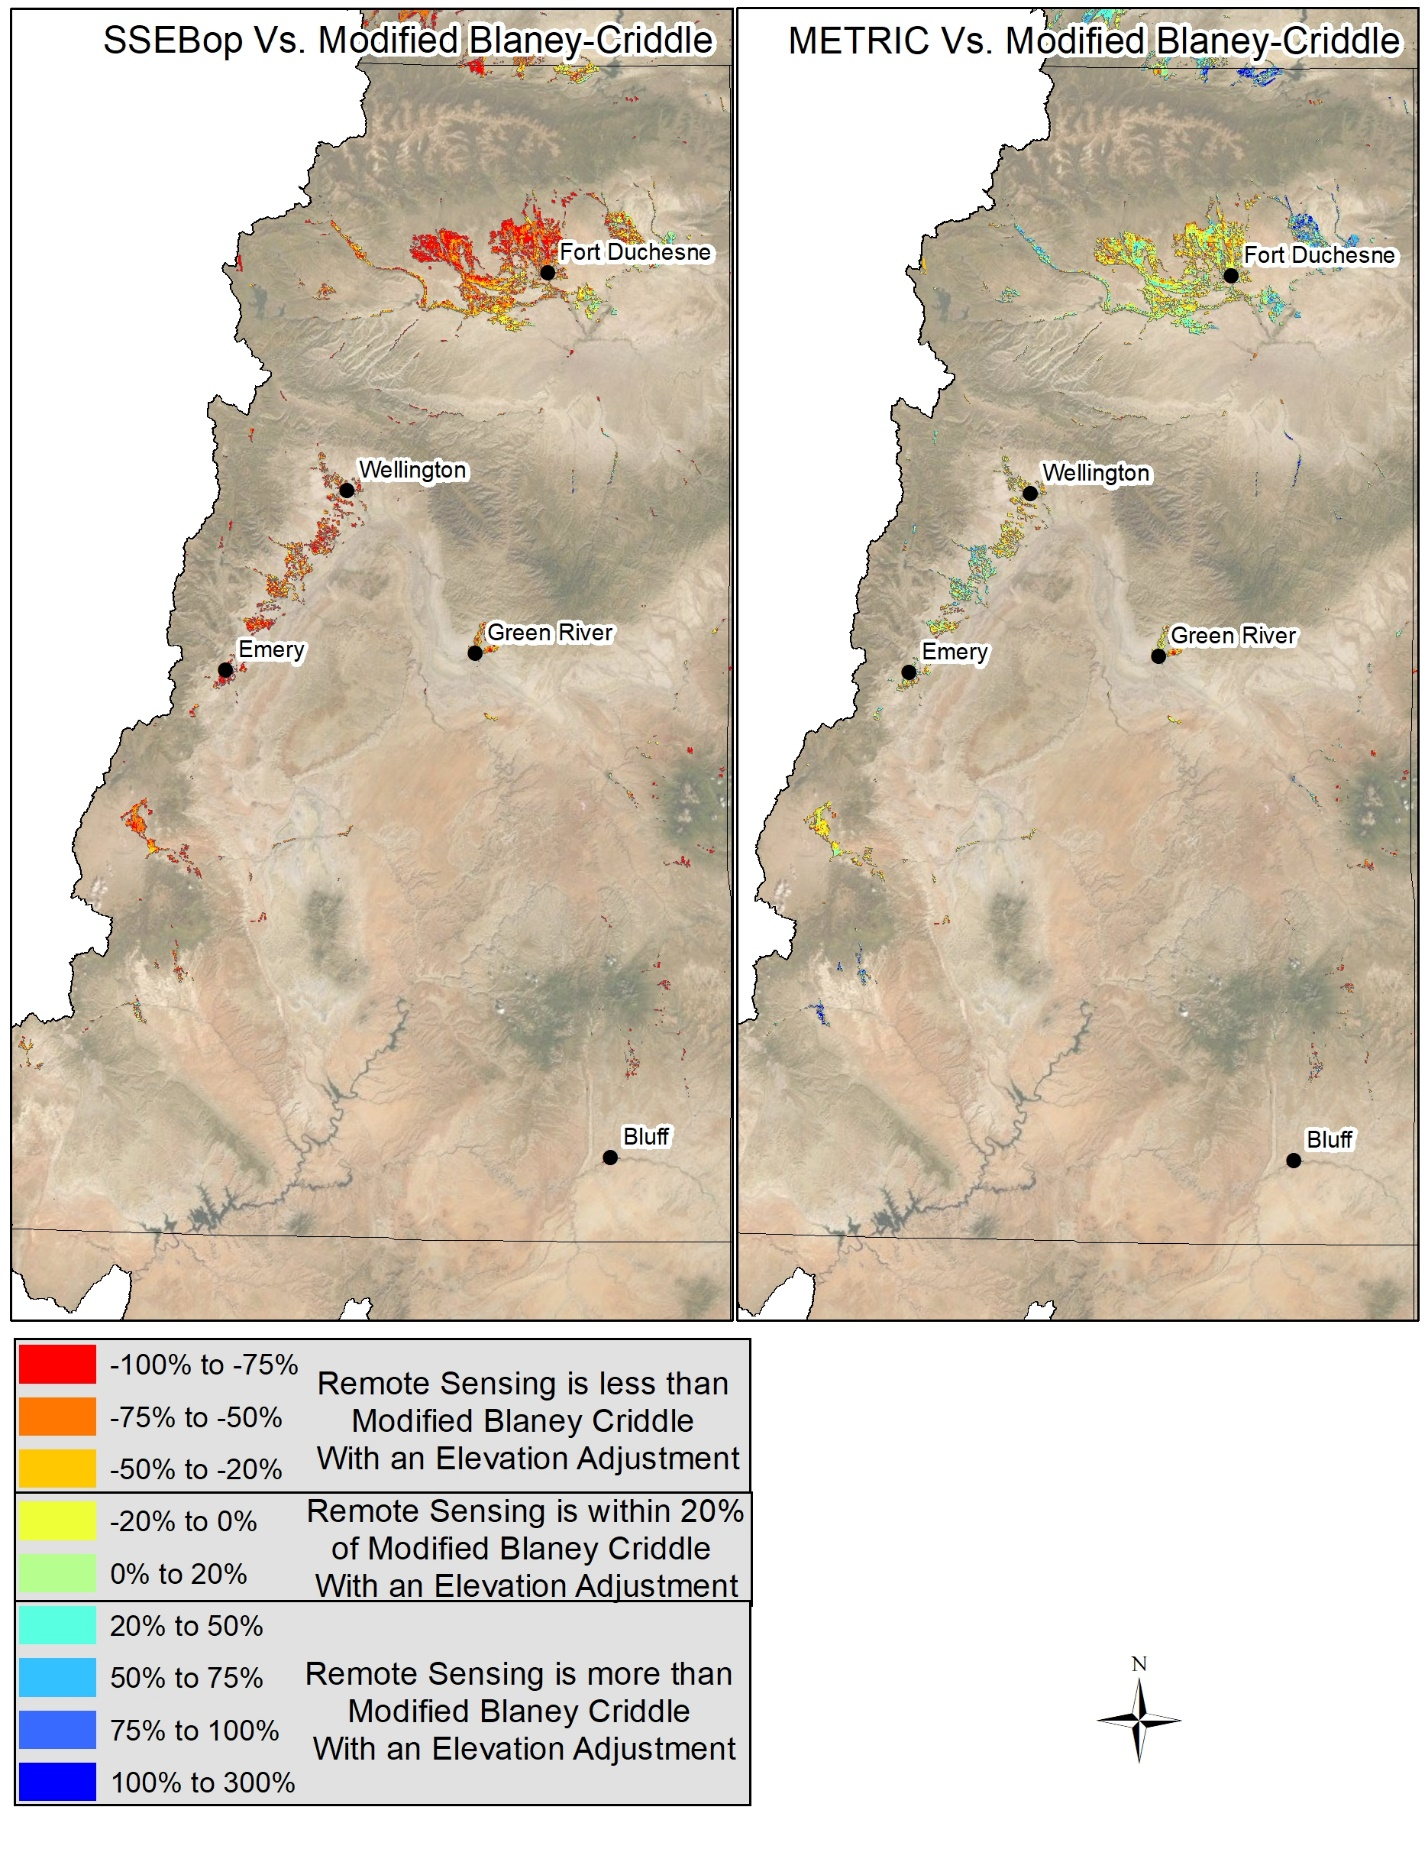 SSEBop Vs. Modified Blaney-Criddle
Fort Duchesne
Wellington
Green River
Emery
Bluff
METRIC Vs. Modified Blaney-Criddle
Fort Duchesne
Wellington
Green River
Emery
Bluff
-100% to -75%
-75% to -50%
-50% to -20%
Remote Sensing is less than
Modified Blaney Criddle
With an Elevation Adjustment
-20% to 0%
0% to 20%
Remote Sensing is within 20%
of Modified Blaney Criddle
With an Elevation Adjustment
20% to 50%
50% to 75%
75% to 100%
100% to 300%
Remote Sensing is more than
Modified Blaney Criddle
With an Elevation Adjustment
N